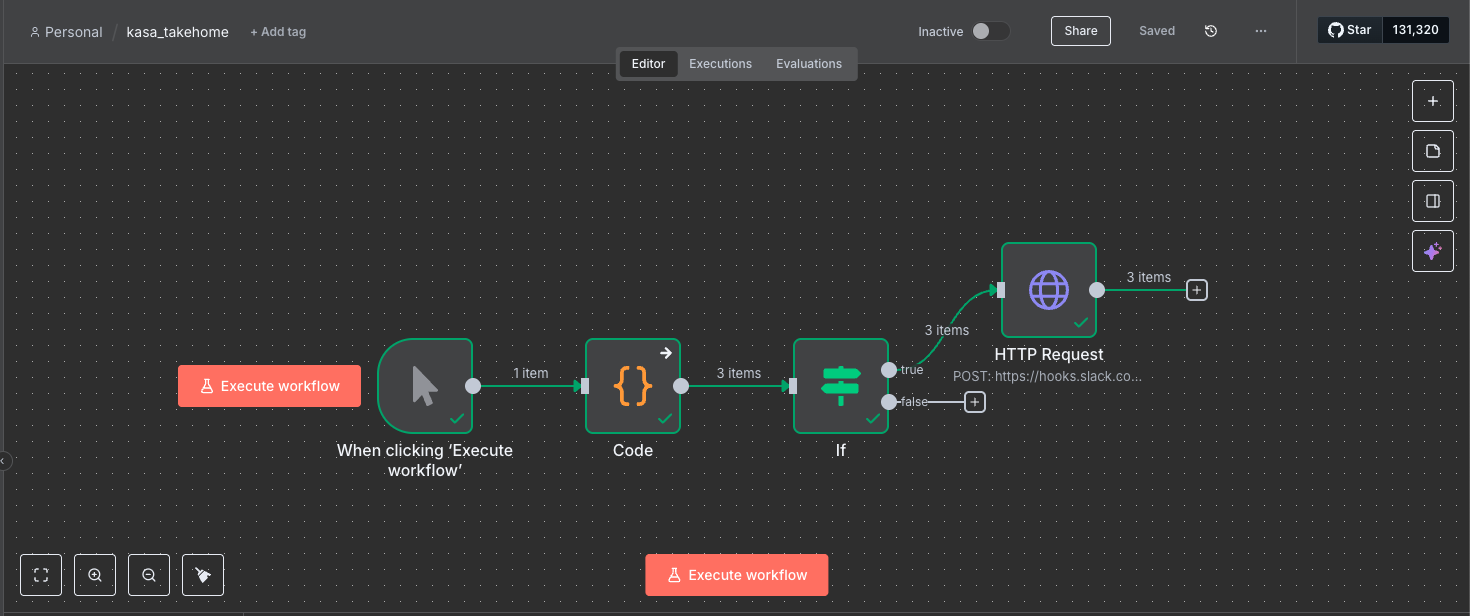 Personal / kasa_takehome + Add tag
Inactive Share Saved ... Star 131,320
Editor Executions Evaluations
3 items
3 items
HTTP Request
POST: https://hooks.slack.co...
1 item
3 items
true
false
Execute workflow
{}
When clicking ‘Execute
workflow’
Code
If
Execute workflow